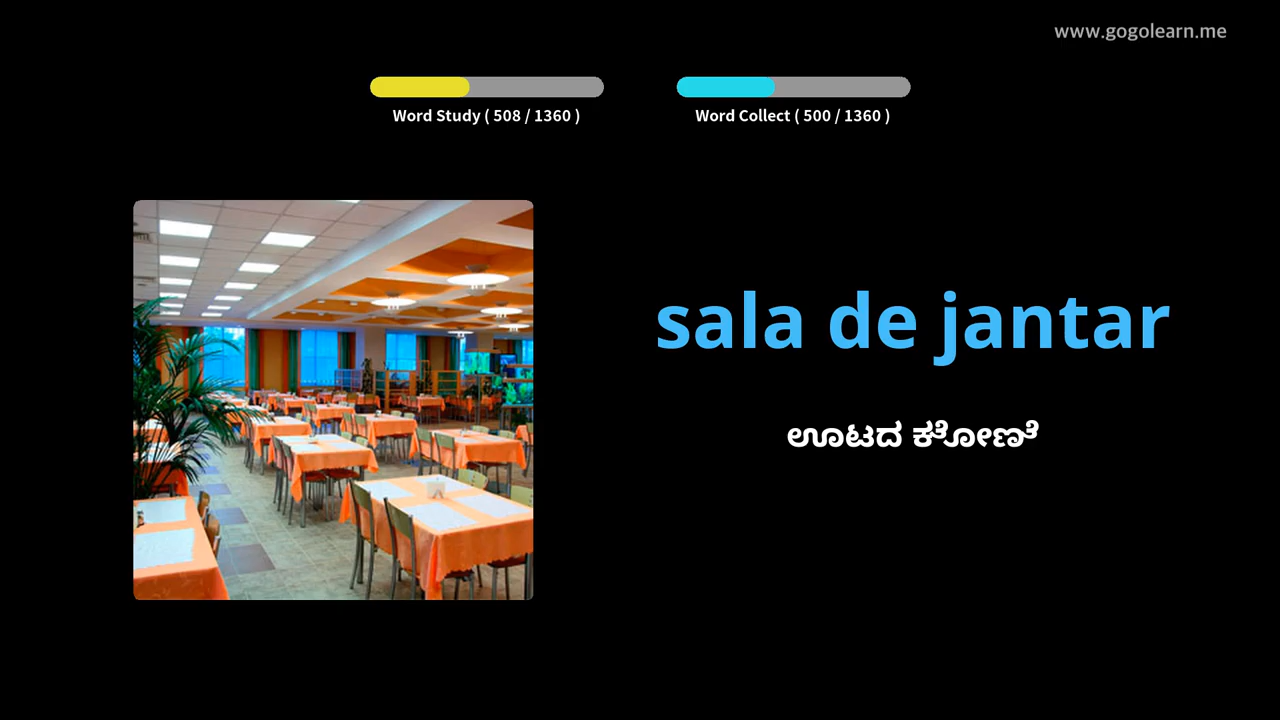 www.gogolearn.me
Word Study ( 508 / 1360 )
Word Collect ( 500 / 1360 )
sala de jantar
ಊಟದ ಕೋಣೆ